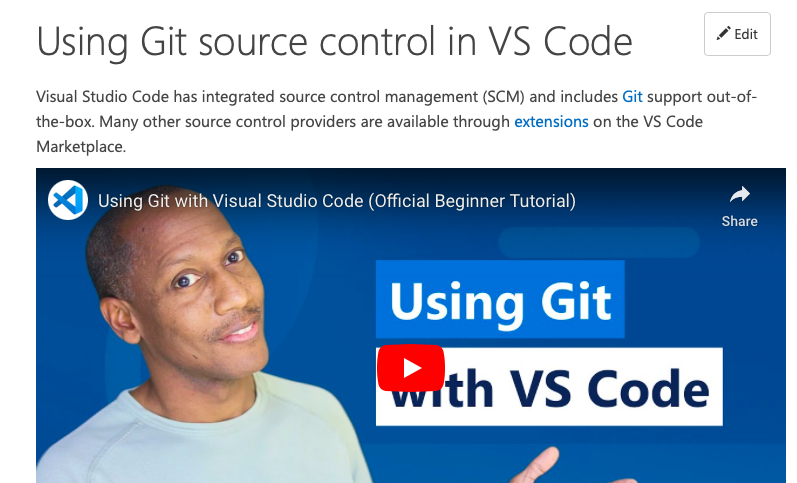 Using Git source control in VS Code
Edit
Visual Studio Code has integrated source control management (SCM) and includes Git support out-of-
the-box. Many other source control providers are available through extensions on the VS Code
Marketplace.
Using Git with Visual Studio Code (Official Beginner Tutorial)
Share
Using Git
with VS Code